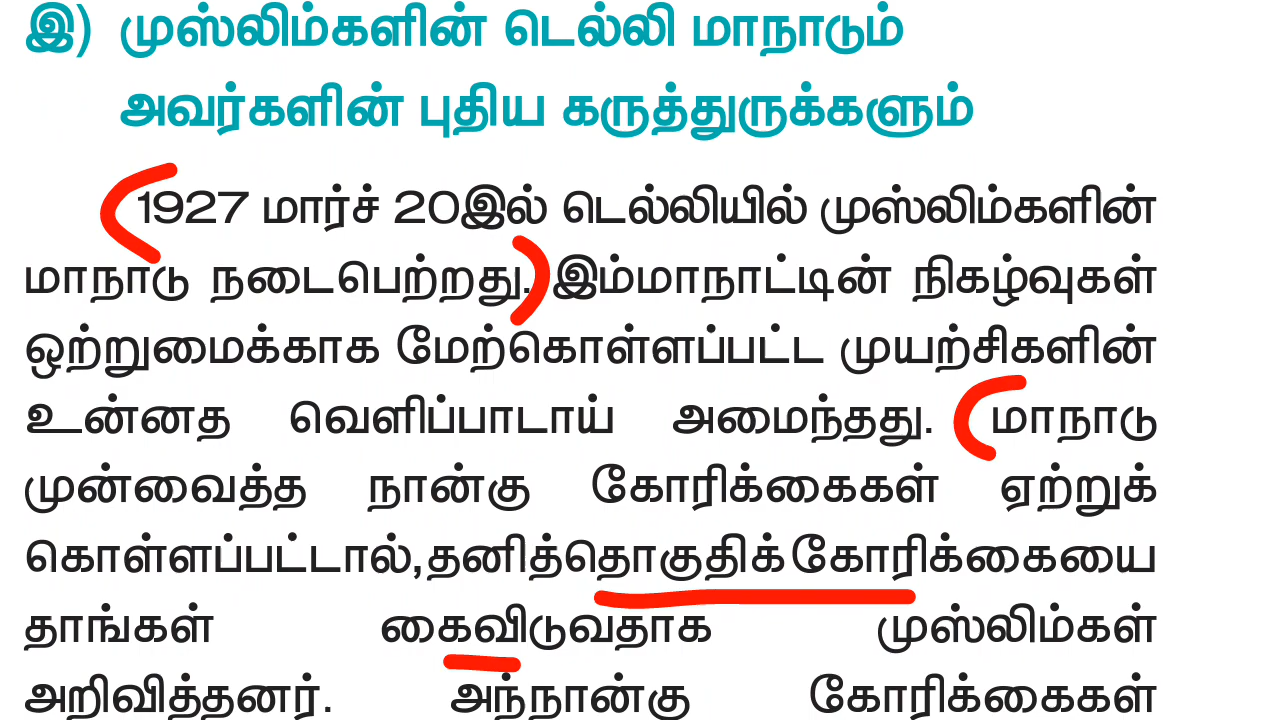 இ) முஸ்லிம்களின் டெல்லி மாநாடும்
அவர்களின் புதிய கருத்துருக்களும்
1927 மார்ச் 20இல் டெல்லியில் முஸ்லிம்களின்
மாநாடு நடைபெற்றது. இம்மாநாட்டின் நிகழ்வுகள்
ஒற்றுமைக்காக மேற்கொள்ளப்பட்ட முயற்சிகளின்
உன்னத வெளிப்பாடாய் அமைந்தது. மாநாடு
முன்வைத்த நான்கு கோரிக்கைகள் ஏற்றுக்
கொள்ளப்பட்டால்,தனித்தொகுதிக் கோரிக்கையை
தாங்கள் கைவிடுவதாக முஸ்லிம்கள்
அறிவித்தனர். அந்நான்கு கோரிக்கைகள்